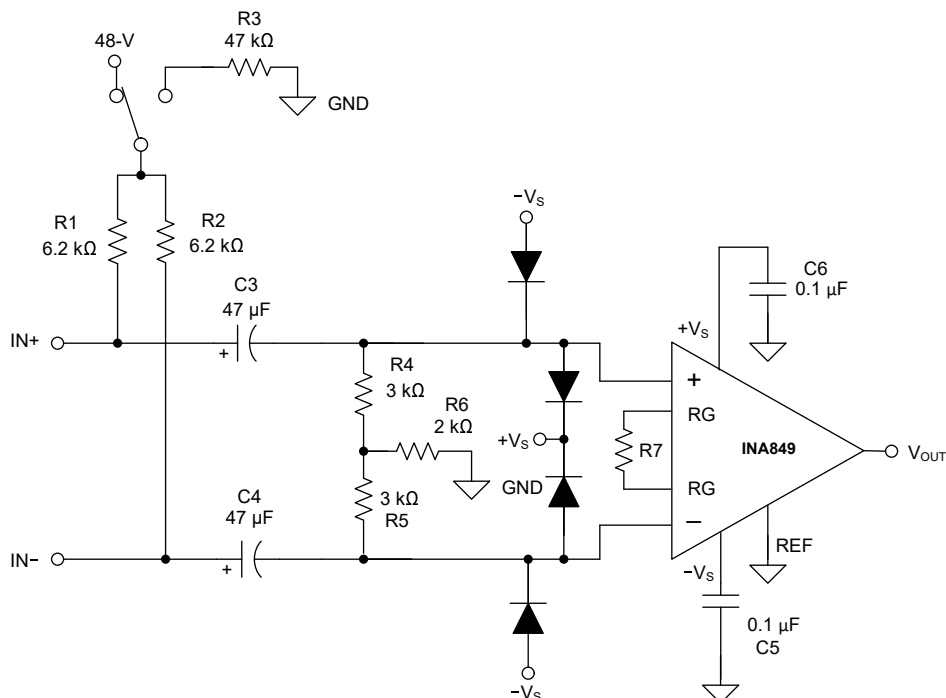 R3
47 kΩ
48-V
GND
R1
6.2 kΩ
R2
6.2 kΩ
−VS
C6
0.1 µF
C3
47 µF
+
IN+
+VS
R4
3 kΩ
R6
2 kΩ
+
RG
+VS
R7
INA849
VOUT
GND
RG
3 kΩ
R5
−
C4
47 µF
IN−
+
REF
−VS
0.1 µF
C5
−VS